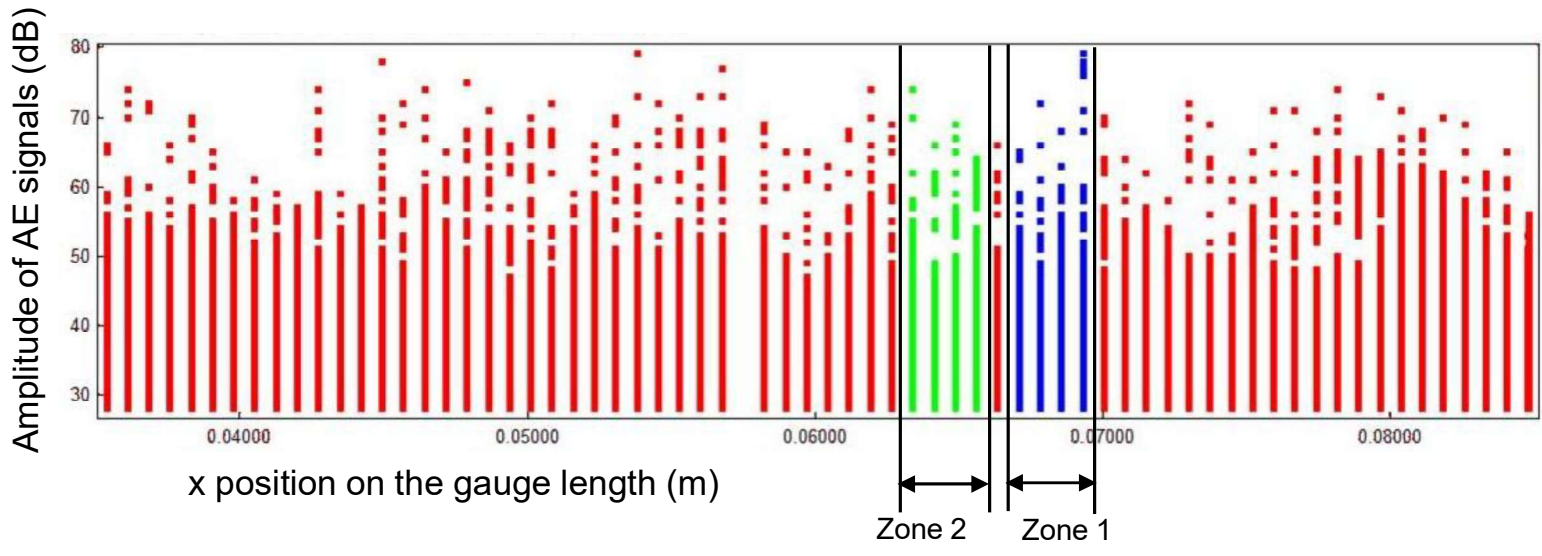 Amplitude of AE signals (dB)
80
70
60
50
40
30
0.04000
0.05000
0.06000
0.07000
0.08000
x position on the gauge length (m)
Zone 2
Zone 1